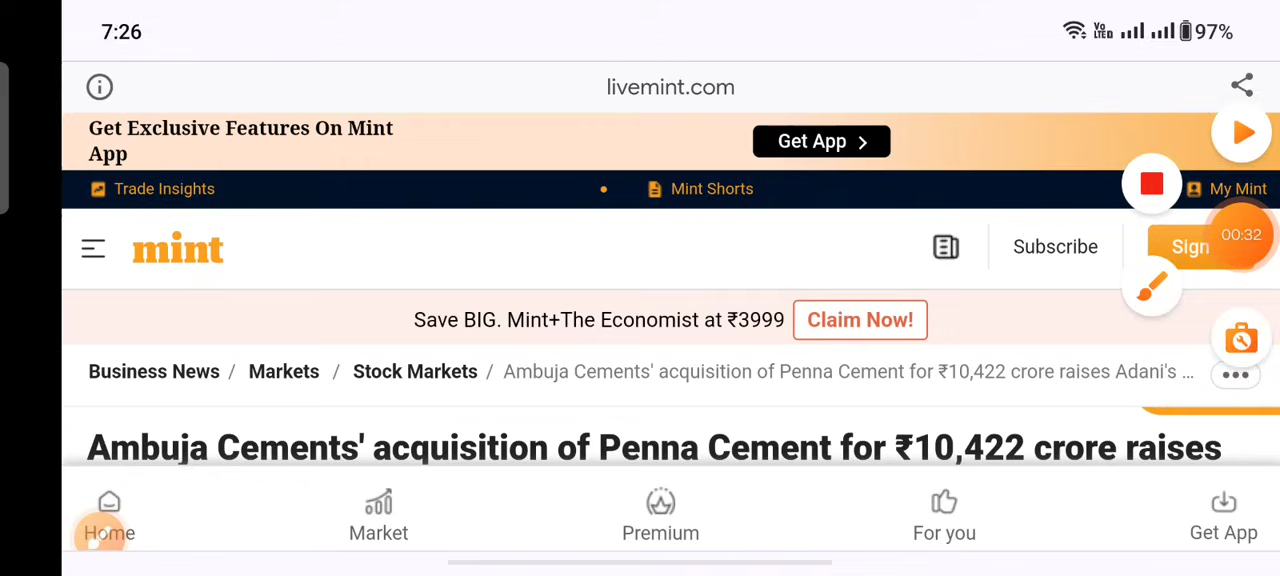 7:26
Vo LTED 97%
livemint.com
Get Exclusive Features On Mint
App
Get App
Trade Insights • Mint Shorts My Mint
mint Subscribe Sign 00:32
Save BIG. Mint+The Economist at ₹3999 Claim Now!
Business News / Markets / Stock Markets / Ambuja Cements' acquisition of Penna Cement for ₹10,422 crore raises Adani's ...
Ambuja Cements' acquisition of Penna Cement for ₹10,422 crore raises
Home Market Premium For you Get App